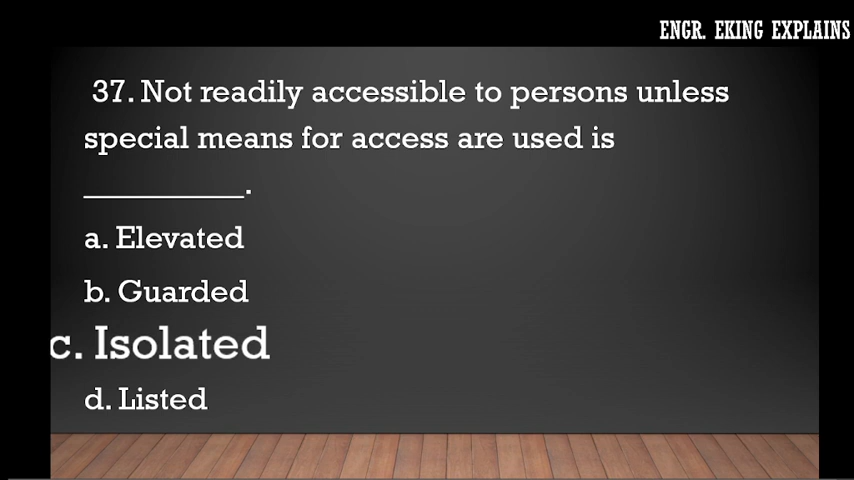 ENGR. EKING EXPLAINS
37. Not readily accessible to persons unless
special means for access are used is
__________.
a. Elevated
b. Guarded
c. Isolated
d. Listed